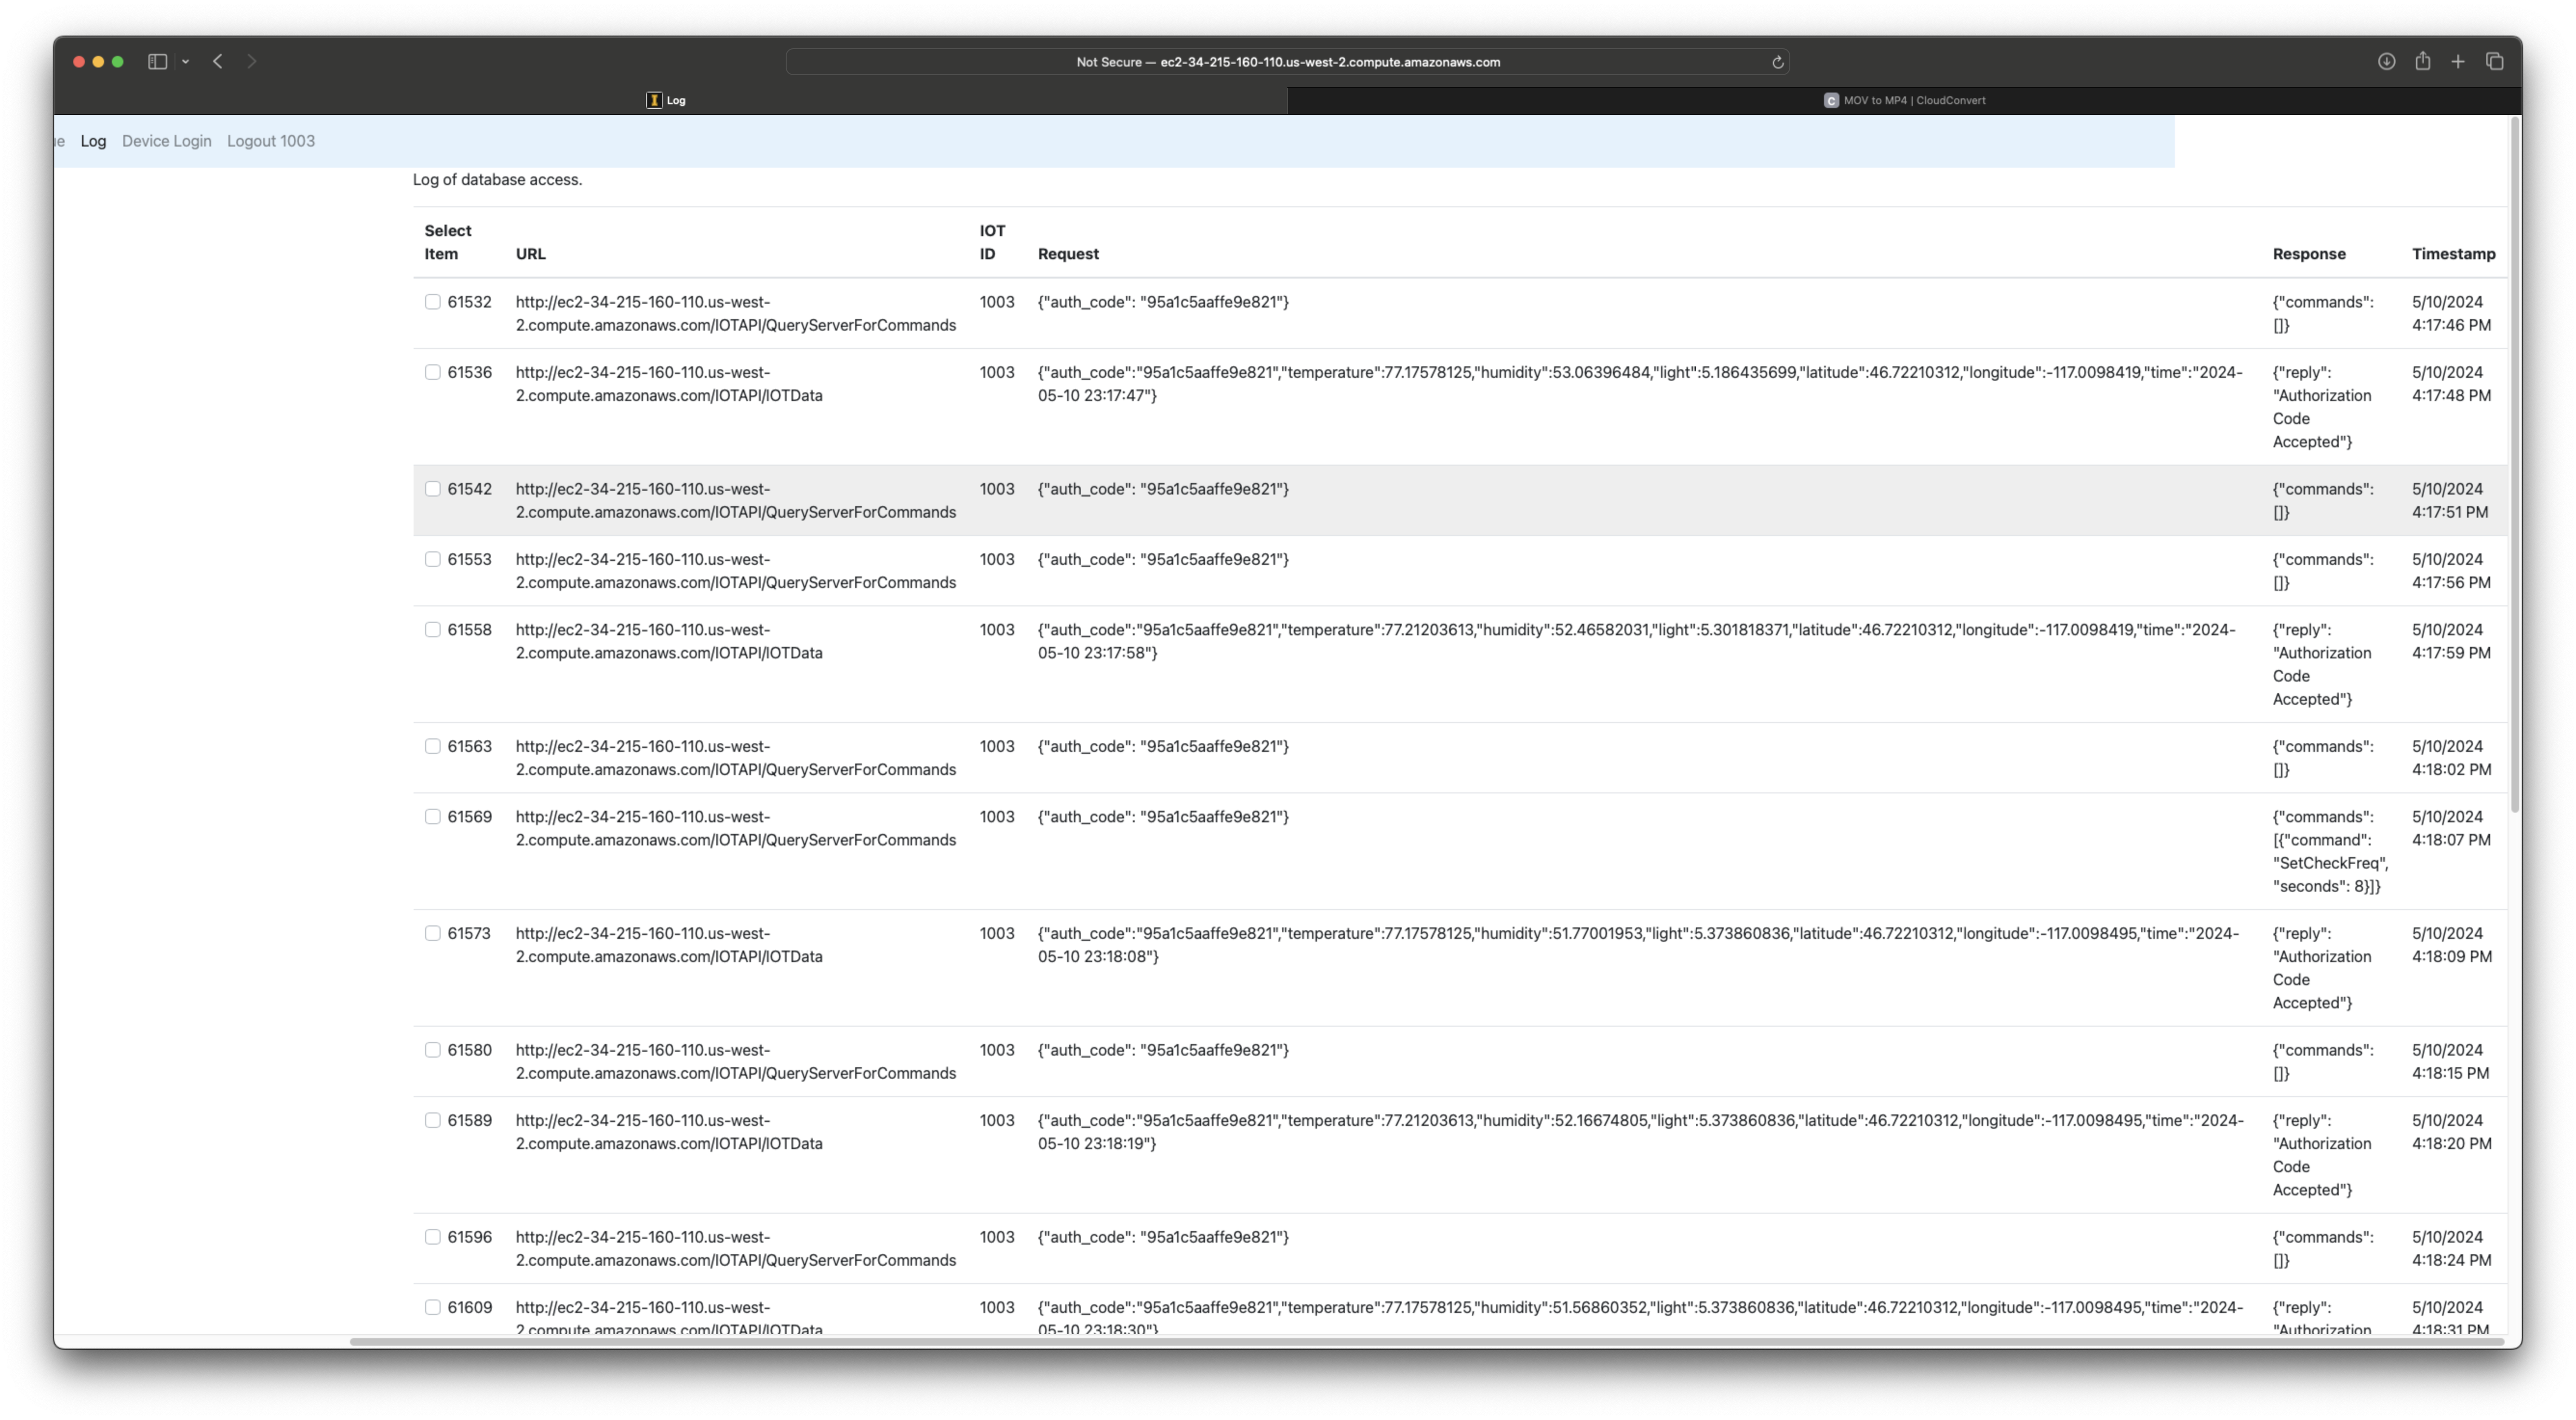 Not Secure — ec2-34-215-160-110.us-west-2.compute.amazonaws.com
Log
MOV to MP4 | CloudConvert
Log Device Login Logout 1003
Log of database access.
Select Item URL IOT ID Request Response Timestamp
61532 http://ec2-34-215-160-110.us-west- 1003 {"auth_code": "95a1c5aaffe9e821"} {"commands": 5/10/2024
2.compute.amazonaws.com/IOTAPI/QueryServerForCommands []} 4:17:46 PM
61536 http://ec2-34-215-160-110.us-west- 1003 {"auth_code":"95a1c5aaffe9e821","temperature":77.17578125,"humidity":53.06396484,"light":5.186435699,"latitude":46.72210312,"longitude":-117.0098419,"time":"2024- {"reply": 5/10/2024
2.compute.amazonaws.com/IOTAPI/IOTData 05-10 23:17:47"} "Authorization 4:17:48 PM
Code
Accepted"}
61542 http://ec2-34-215-160-110.us-west- 1003 {"auth_code": "95a1c5aaffe9e821"} {"commands": 5/10/2024
2.compute.amazonaws.com/IOTAPI/QueryServerForCommands []} 4:17:51 PM
61553 http://ec2-34-215-160-110.us-west- 1003 {"auth_code": "95a1c5aaffe9e821"} {"commands": 5/10/2024
2.compute.amazonaws.com/IOTAPI/QueryServerForCommands []} 4:17:56 PM
61558 http://ec2-34-215-160-110.us-west- 1003 {"auth_code":"95a1c5aaffe9e821","temperature":77.21203613,"humidity":52.46582031,"light":5.301818371,"latitude":46.72210312,"longitude":-117.0098419,"time":"2024- {"reply": 5/10/2024
2.compute.amazonaws.com/IOTAPI/IOTData 05-10 23:17:58"} "Authorization 4:17:59 PM
Code
Accepted"}
61563 http://ec2-34-215-160-110.us-west- 1003 {"auth_code": "95a1c5aaffe9e821"} {"commands": 5/10/2024
2.compute.amazonaws.com/IOTAPI/QueryServerForCommands []} 4:18:02 PM
61569 http://ec2-34-215-160-110.us-west- 1003 {"auth_code": "95a1c5aaffe9e821"} {"commands": 5/10/2024
2.compute.amazonaws.com/IOTAPI/QueryServerForCommands [{"command": 4:18:07 PM
"SetCheckFreq",
"seconds": 8}]}
61573 http://ec2-34-215-160-110.us-west- 1003 {"auth_code":"95a1c5aaffe9e821","temperature":77.17578125,"humidity":51.77001953,"light":5.373860836,"latitude":46.72210312,"longitude":-117.0098495,"time":"2024- {"reply": 5/10/2024
2.compute.amazonaws.com/IOTAPI/IOTData 05-10 23:18:08"} "Authorization 4:18:09 PM
Code
Accepted"}
61580 http://ec2-34-215-160-110.us-west- 1003 {"auth_code": "95a1c5aaffe9e821"} {"commands": 5/10/2024
2.compute.amazonaws.com/IOTAPI/QueryServerForCommands []} 4:18:15 PM
61589 http://ec2-34-215-160-110.us-west- 1003 {"auth_code":"95a1c5aaffe9e821","temperature":77.21203613,"humidity":52.16674805,"light":5.373860836,"latitude":46.72210312,"longitude":-117.0098495,"time":"2024- {"reply": 5/10/2024
2.compute.amazonaws.com/IOTAPI/IOTData 05-10 23:18:19"} "Authorization 4:18:20 PM
Code
Accepted"}
61596 http://ec2-34-215-160-110.us-west- 1003 {"auth_code": "95a1c5aaffe9e821"} {"commands": 5/10/2024
2.compute.amazonaws.com/IOTAPI/QueryServerForCommands []} 4:18:24 PM
61609 http://ec2-34-215-160-110.us-west- 1003 {"auth_code":"95a1c5aaffe9e821","temperature":77.17578125,"humidity":51.56860352,"light":5.373860836,"latitude":46.72210312,"longitude":-117.0098495,"time":"2024- {"reply": 5/10/2024
2.compute.amazonaws.com/IOTAPI/IOTData 05-10 23:18:30"} "Authorization 4:18:31 PM